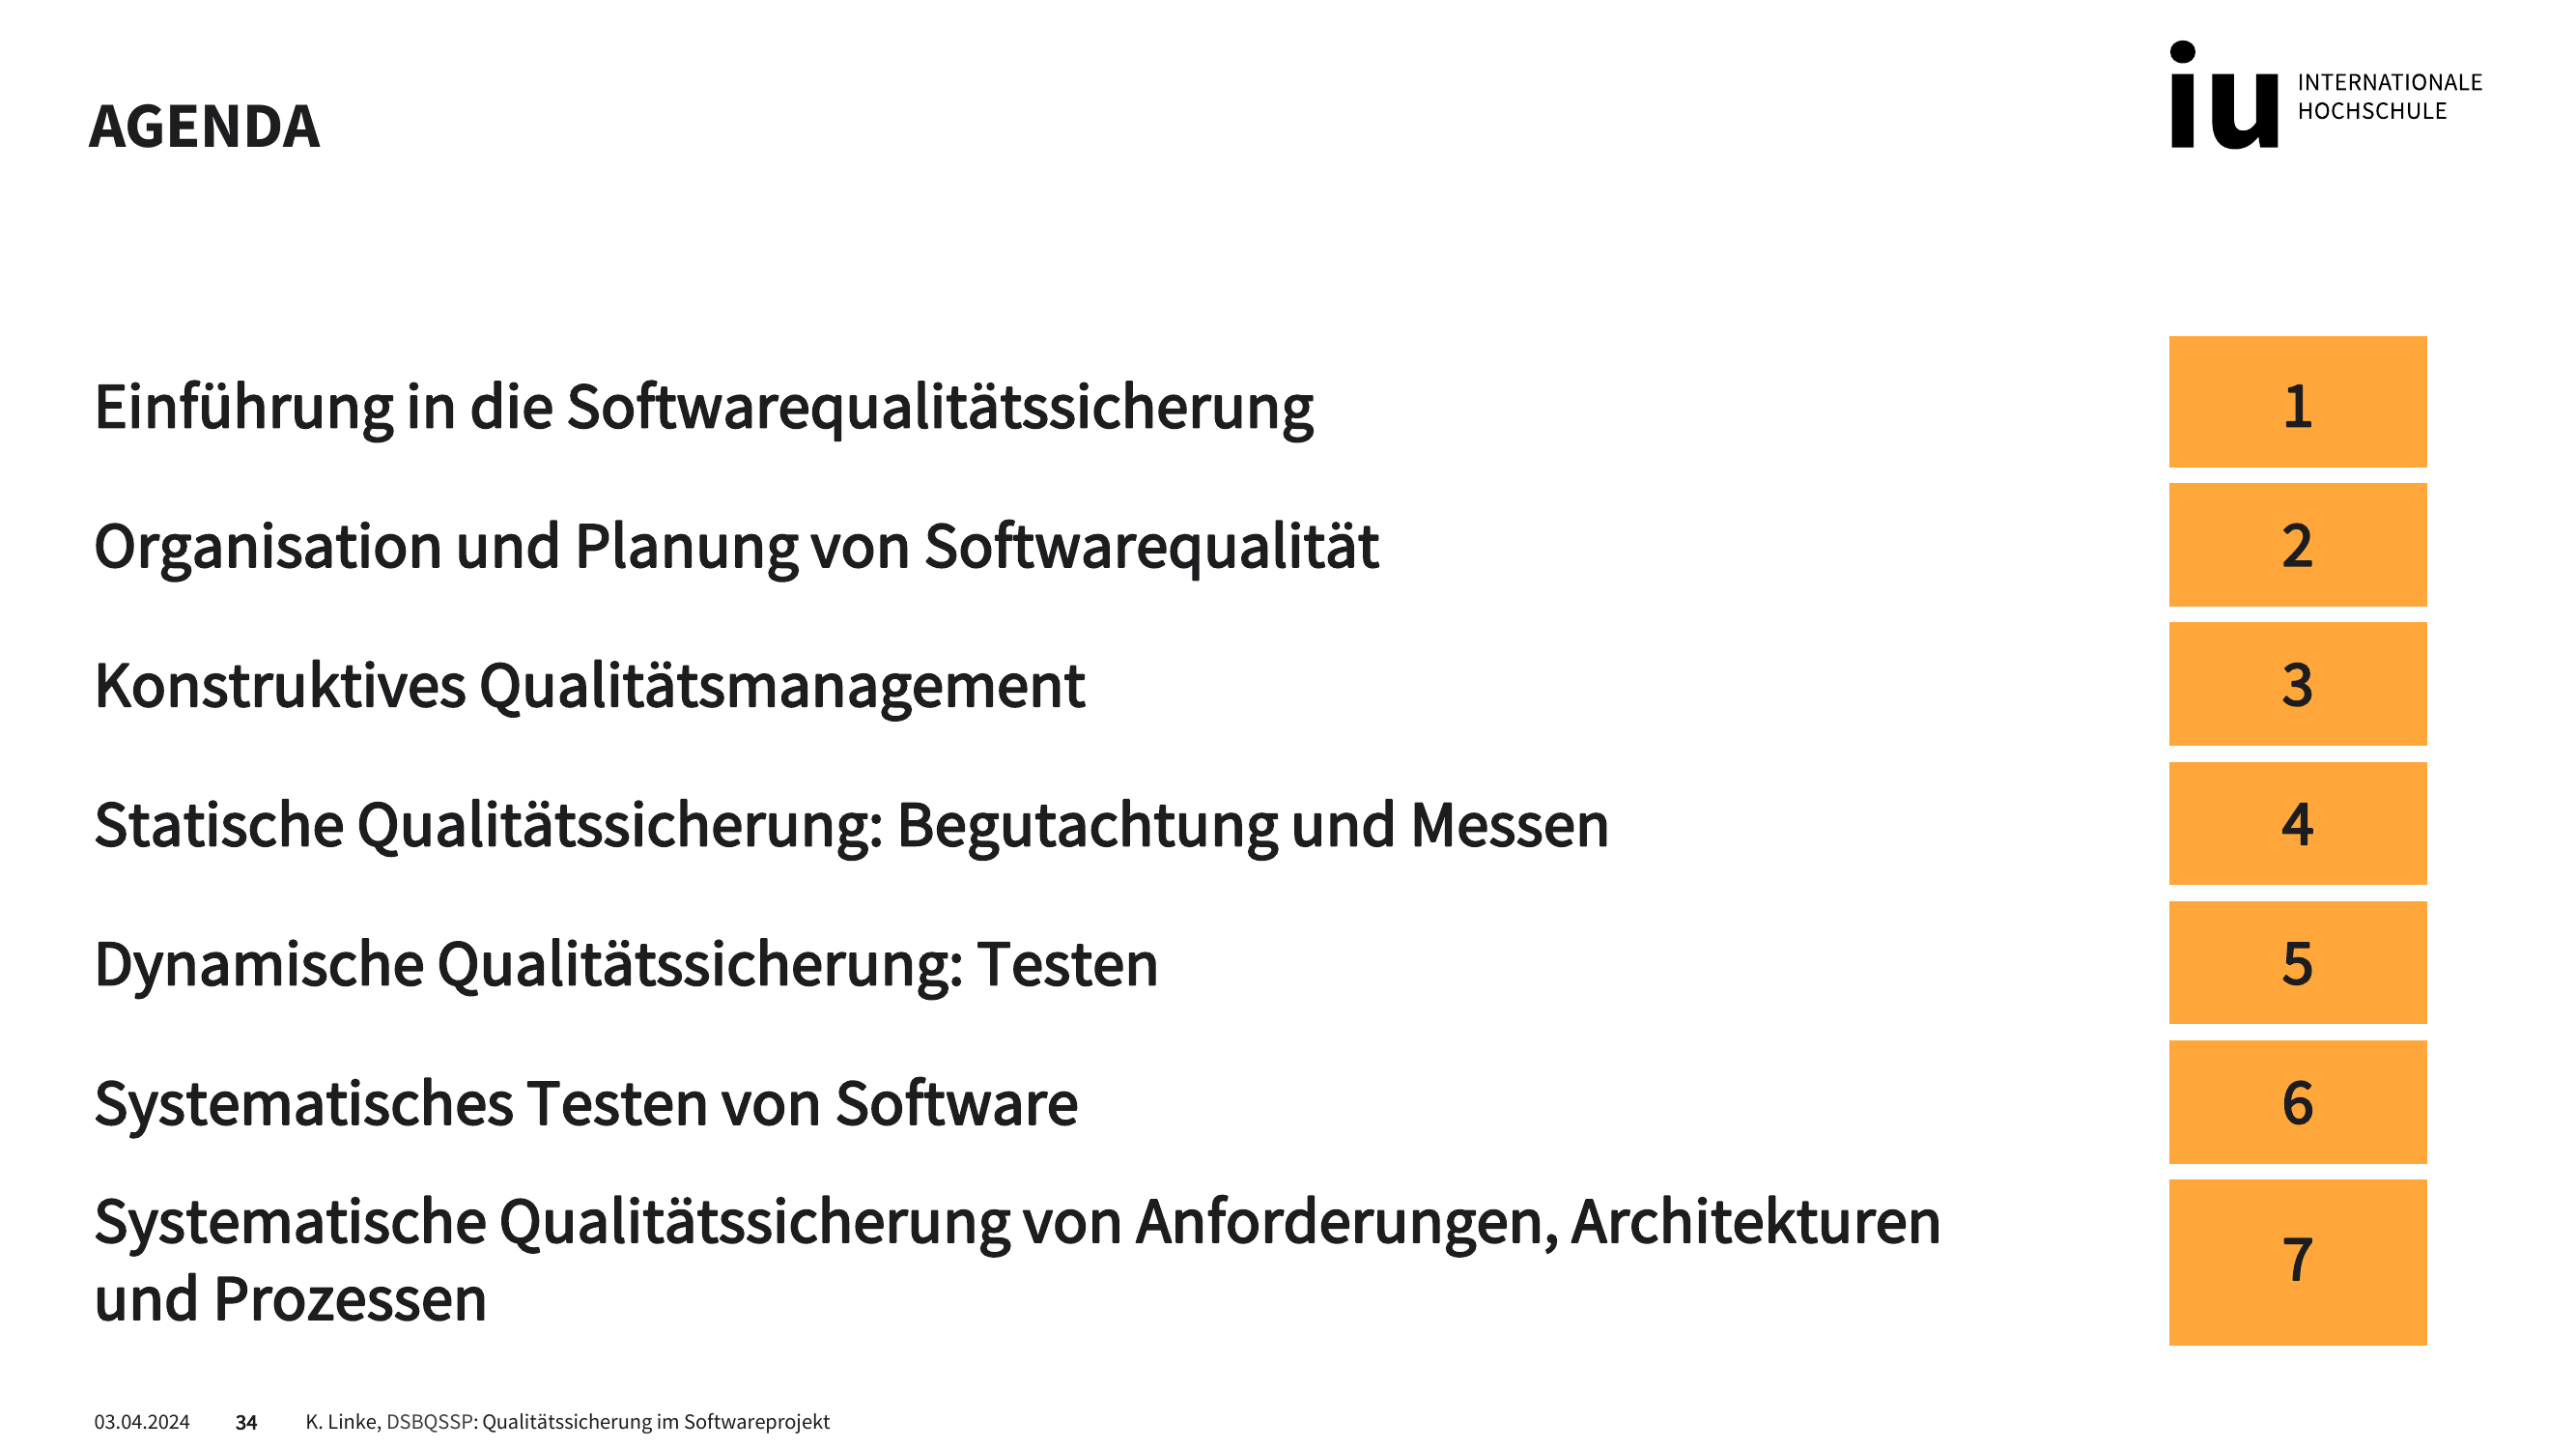 AGENDA
iu INTERNATIONALE
HOCHSCHULE
Einführung in die Softwarequalitätssicherung 1
Organisation und Planung von Softwarequalität 2
Konstruktives Qualitätsmanagement 3
Statische Qualitätssicherung: Begutachtung und Messen 4
Dynamische Qualitätssicherung: Testen 5
Systematisches Testen von Software 6
Systematische Qualitätssicherung von Anforderungen, Architekturen
und Prozessen 7
03.04.2024 34 K. Linke, DSBQSSP: Qualitätssicherung im Softwareprojekt